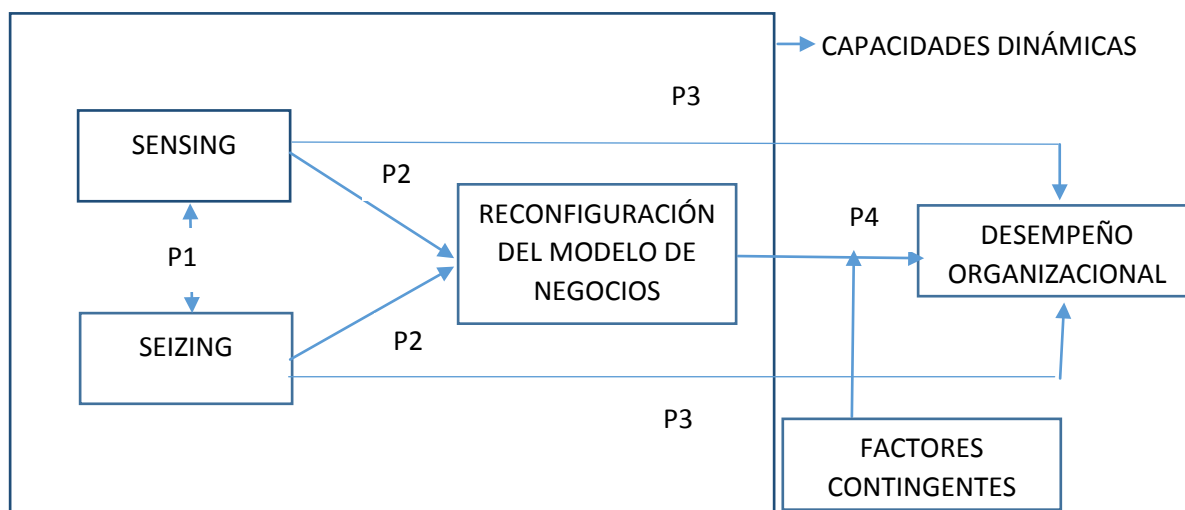 CAPACIDADES DINÁMICAS
P3
SENSING
P2
RECONFIGURACIÓN
DEL MODELO DE
NEGOCIOS
P4
DESEMPEÑO
ORGANIZACIONAL
P1
SEIZING
P2
P3
FACTORES
CONTINGENTES